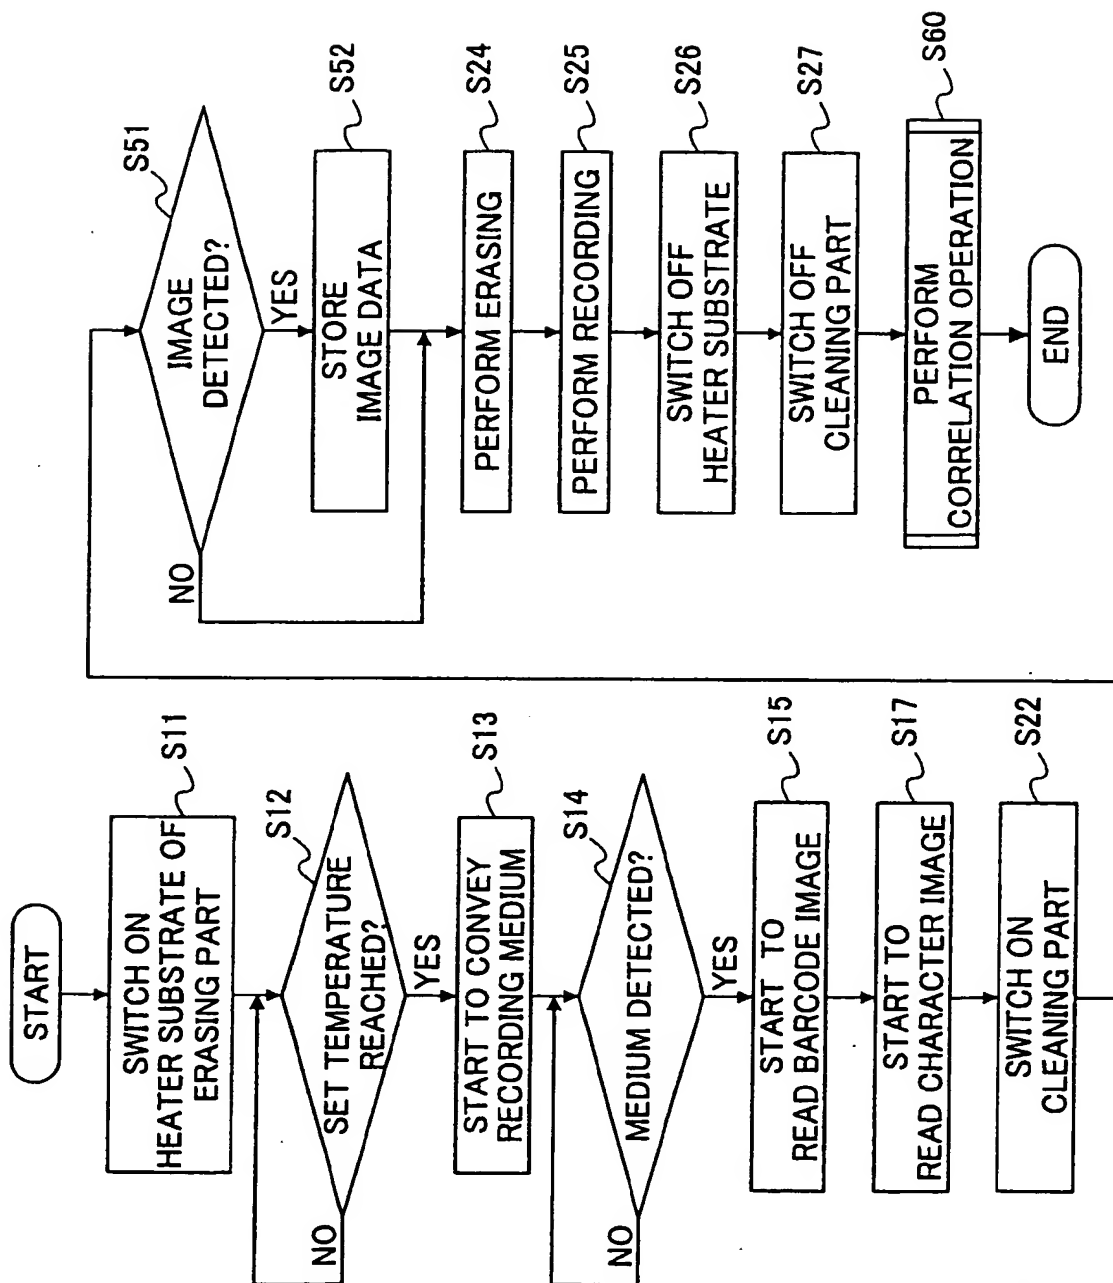 START
SWITCH ON
HEATER SUBSTRATE OF
ERASING PART
S11
SET TEMPERATURE
REACHED?
S12
NO
YES
START TO CONVEY
RECORDING MEDIUM
S13
MEDIUM DETECTED?
S14
NO
YES
START TO
READ BARCODE IMAGE
S15
START TO
READ CHARACTER IMAGE
S17
SWITCH ON
CLEANING PART
S22
IMAGE
DETECTED?
S51
NO
YES
STORE
IMAGE DATA
S52
PERFORM ERASING
S24
PERFORM RECORDING
S25
SWITCH OFF
HEATER SUBSTRATE
S26
SWITCH OFF
CLEANING PART
S27
PERFORM
CORRELATION OPERATION
S60
END